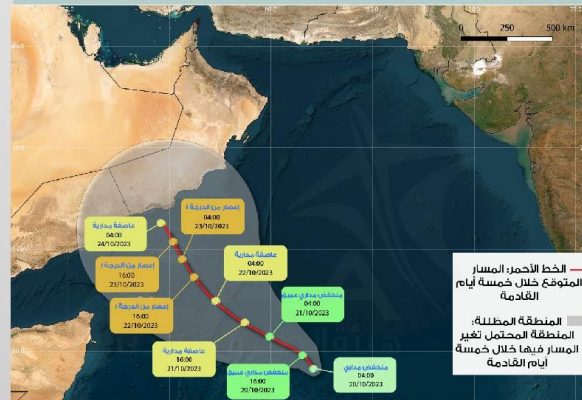 0 250 500 km
إعصار من الدرجة ١
04:00
23/10/2023
عاصفة مدارية
04:00
24/10/2023
عاصفة مدارية
04:00
22/10/2023
إعصار من الدرجة ١
16:00
23/10/2023
منخفض مداري عميق
04:00
21/10/2023
إعصار من الدرجة ١
16:00
22/10/2023
عاصفة مدارية
16:00
21/10/2023
منخفض مداري عميق
16:00
20/10/2023
منخفض مداري
04:00
20/10/2023
الخط الأحمر: المسار
المتوقع خلال خمسة أيام
القادمة
المنطقة المظللة:
المنطقة المحتمل تغير
المسار فيها خلال خمسة
أيام القادمة